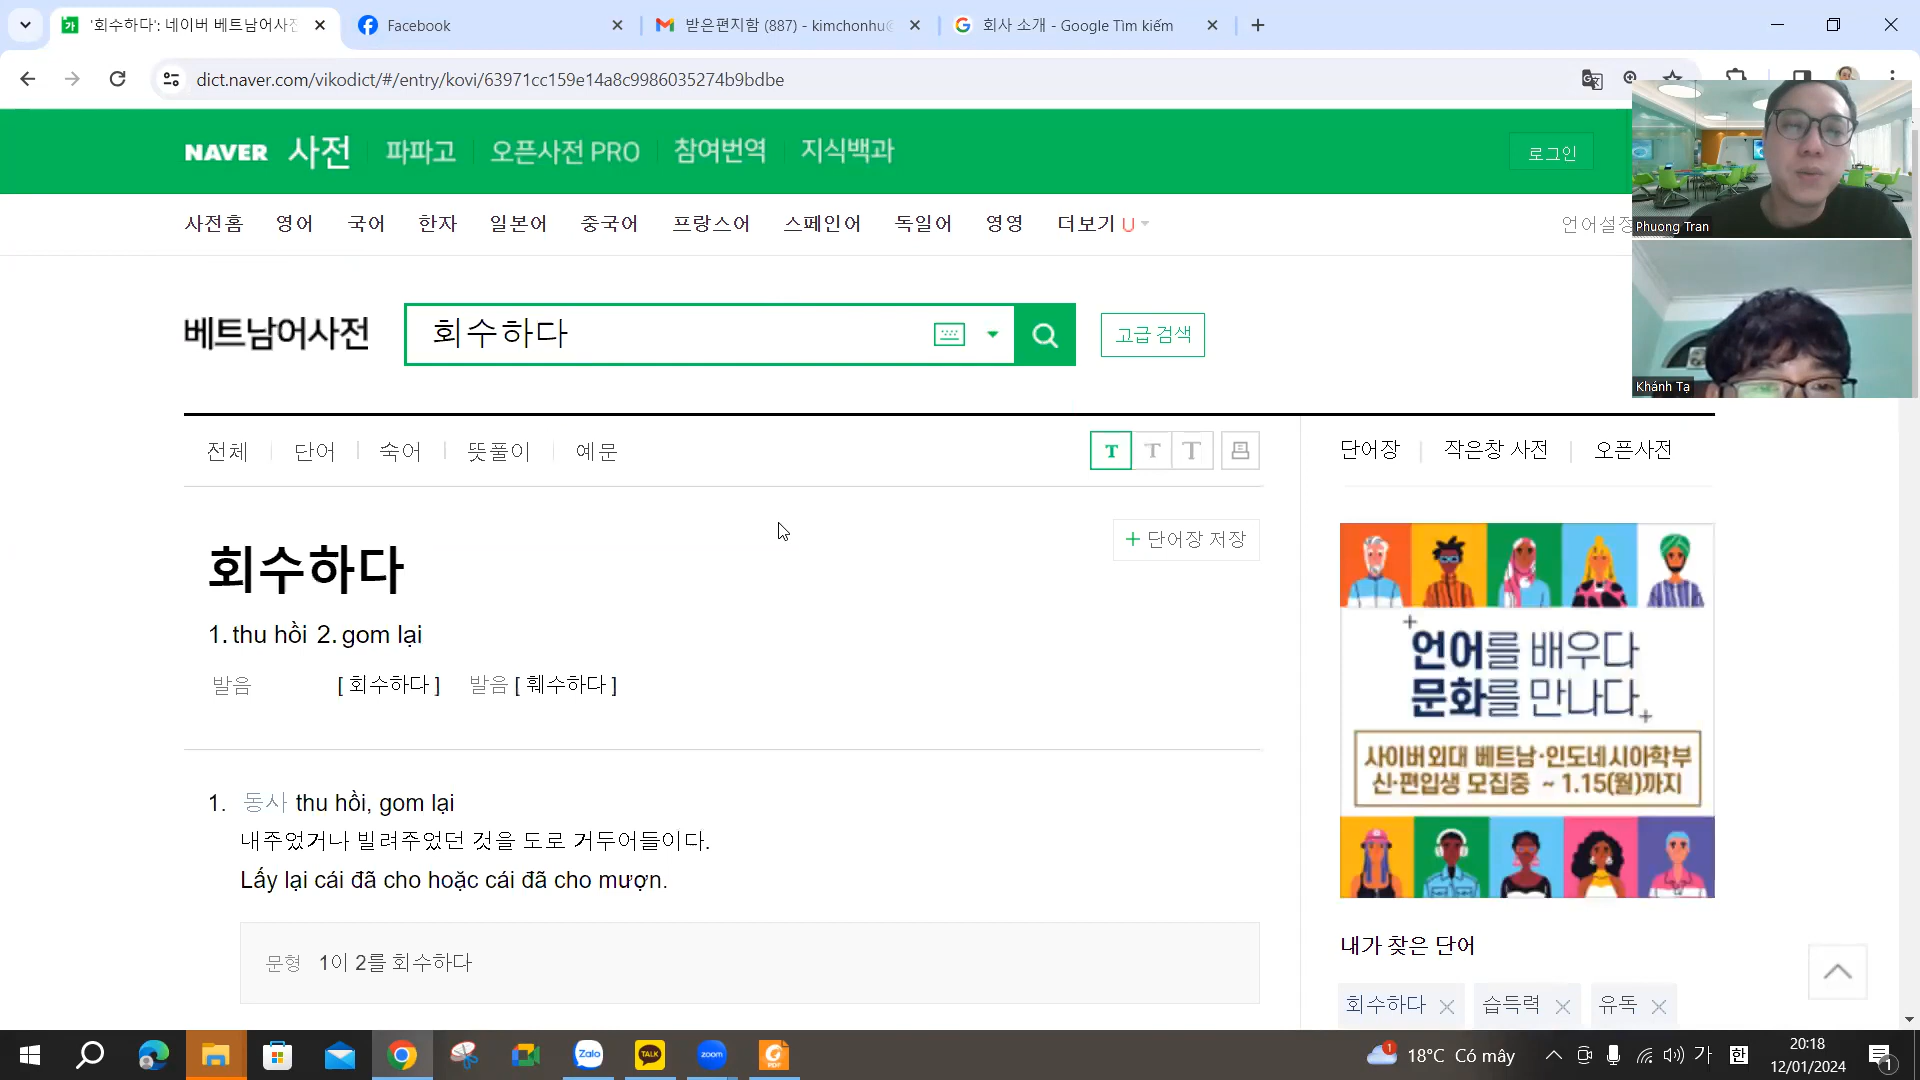 '회수하다': 네이버 베트남어사전
Facebook
받은편지함 (887) - kimchonhu@
회사 소개 - Google Tìm kiếm
dict.naver.com/vikodict/#/entry/kovi/63971cc159e14a8c9986035274b9bdbe
NAVER 사전 파파고 오픈사전 PRO 참여번역 지식백과
로그인
사전홈 영어 국어 한자 일본어 중국어 프랑스어 스페인어 독일어 영영 더보기 U
언어설정
Phuong Tran
베트남어사전
회수하다
고급 검색
Khánh Tạ
전체 단어 숙어 뜻풀이 예문
T T T
단어장 작은창 사전 오픈사전
+ 단어장 저장
회수하다
1. thu hồi 2. gom lại
발음 [ 회수하다 ] 발음 [ 훼수하다 ]
1. 동사 thu hồi, gom lại
내주었거나 빌려주었던 것을 도로 거두어들이다.
Lấy lại cái đã cho hoặc cái đã cho mượn.
문형 1이 2를 회수하다
언어를 배우다
문화를 만나다
사이버외대 베트남·인도네시아학부
신·편입생 모집중 ~ 1.15(월)까지
내가 찾은 단어
회수하다 습득력 유독
Zalo
TALK
zoom
PDF
1
18°C Có mây
가
한
20:18
12/01/2024
1